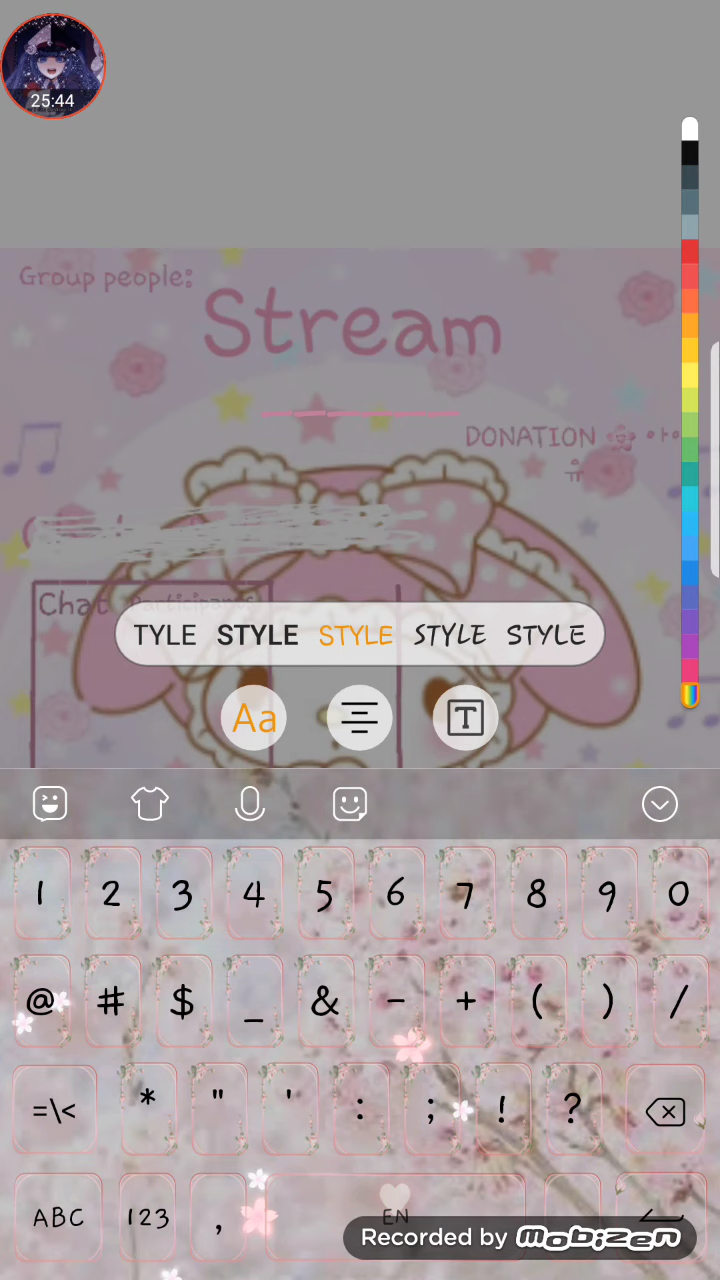 25:44
Group people:
Stream
DONATION
Chat Participants
TYLE STYLE STYLE STYLE STYLE
Aa T
1 2 3 4 5 6 7 8 9 0
@ # $ _ & - + ( ) /
=\< * " ' : ; ! ?
ABC 123 , EN
Recorded by mobizen